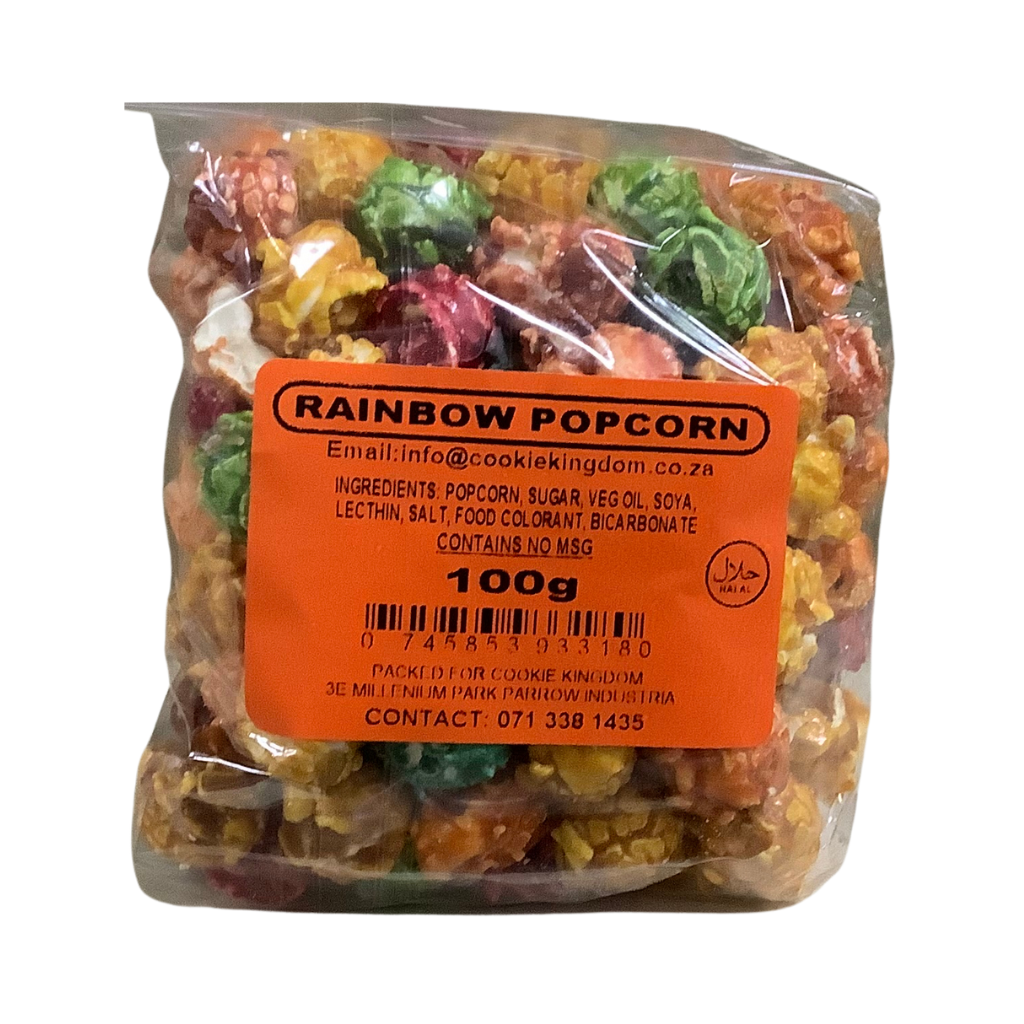 RAINBOW POPCORN
Email:info@cookiekingdom.co.za
INGREDIENTS: POPCORN, SUGAR, VEG OIL, SOYA,
LECTHIN, SALT, FOOD COLORANT, BICARBONATE
CONTAINS NO MSG
100g
حلال
HALAL
0 745853 933180
PACKED FOR COOKIE KINGDOM
3E MILLENIUM PARK PARROW INDUSTRIA
CONTACT: 071 338 1435